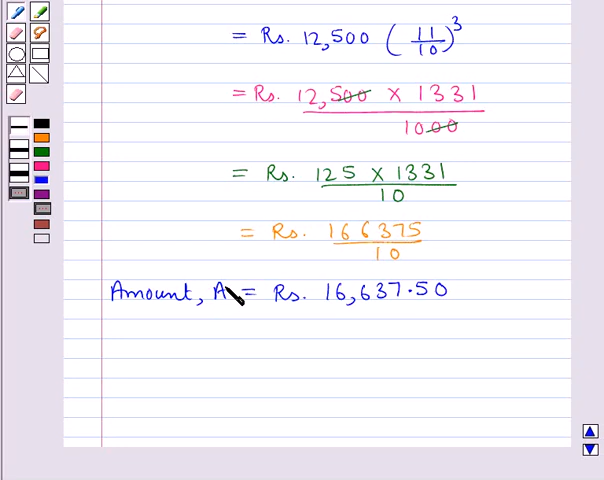 = Rs. 12,500 (11/10)^3
= Rs. 12,500 x 1331
1000
= Rs. 125 x 1331
10
= Rs. 166375
10
Amount, A = Rs. 16,637.50